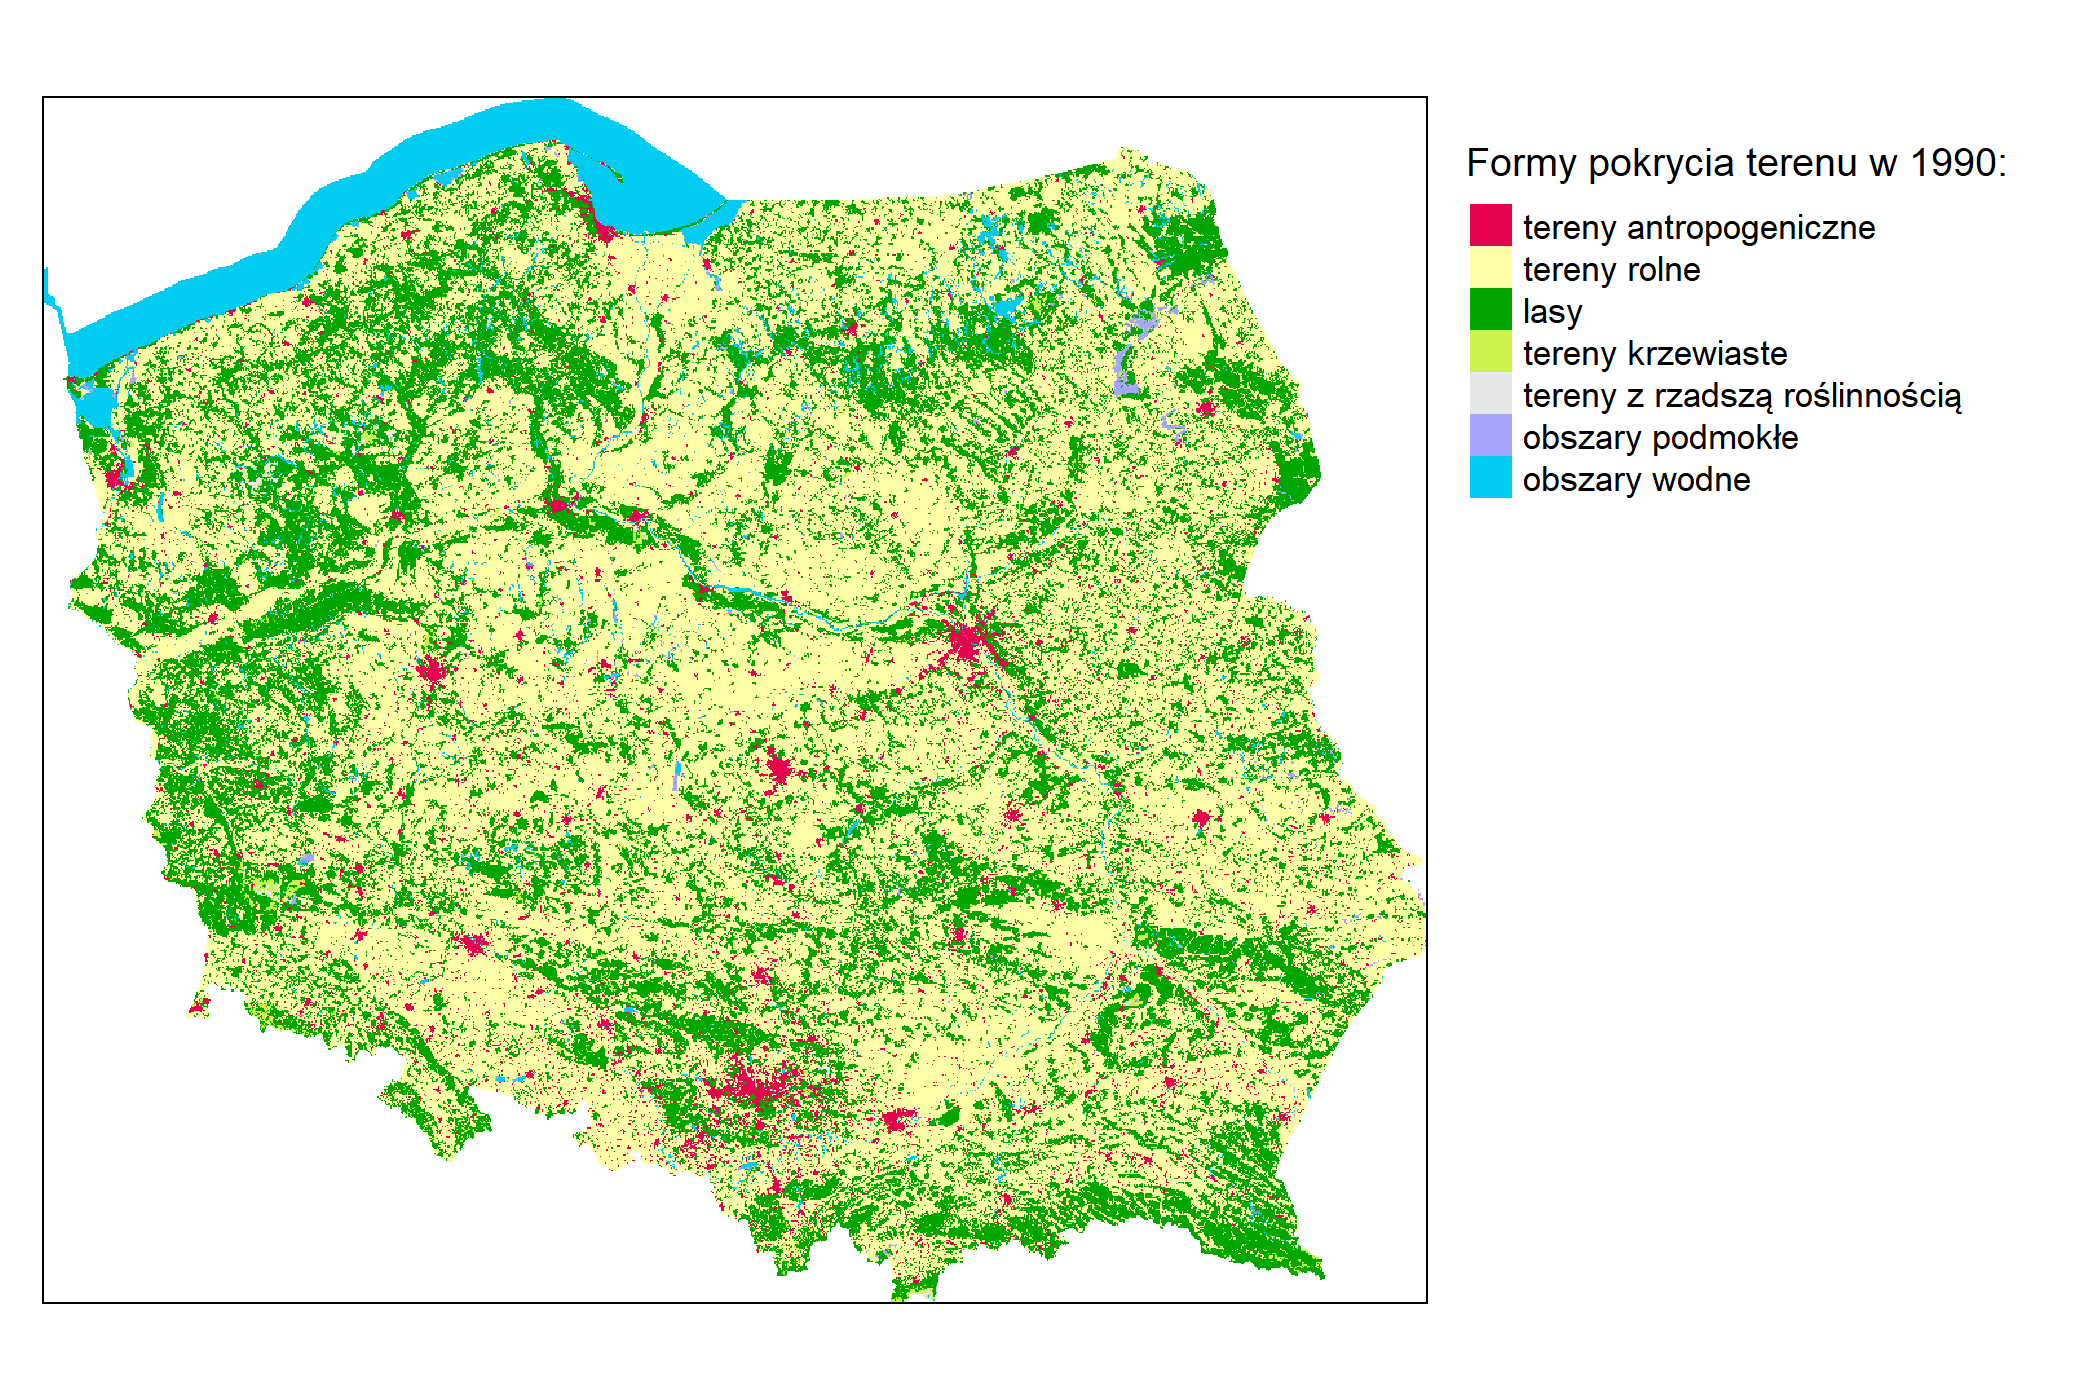 Formy pokrycia terenu w 1990:
tereny antropogeniczne
tereny rolne
lasy
tereny krzewiaste
tereny z rzadszą roślinnością
obszary podmokłe
obszary wodne